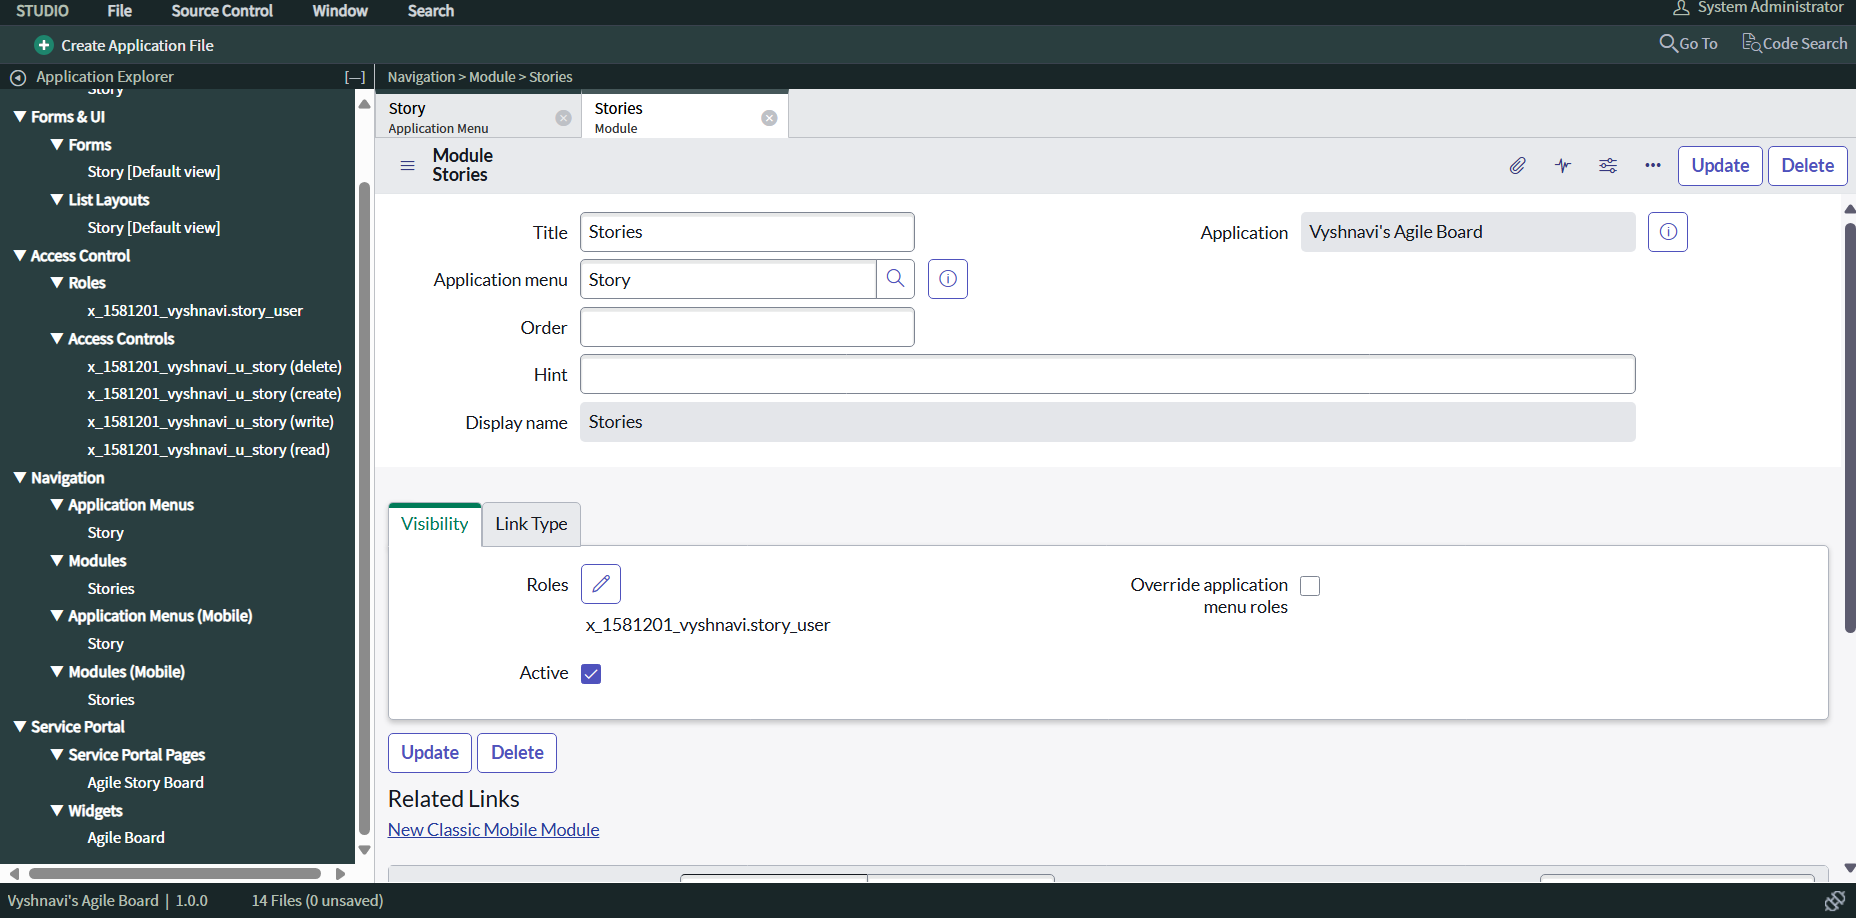 STUDIO File Source Control Window Search System Administrator
Create Application File Go To Code Search
Application Explorer [—] Navigation > Module > Stories
Story
Forms & UI
Forms
Story [Default view]
List Layouts
Story [Default view]
Access Control
Roles
x_1581201_vyshnavi.story_user
Access Controls
x_1581201_vyshnavi_u_story (delete)
x_1581201_vyshnavi_u_story (create)
x_1581201_vyshnavi_u_story (write)
x_1581201_vyshnavi_u_story (read)
Navigation
Application Menus
Story
Modules
Stories
Application Menus (Mobile)
Story
Modules (Mobile)
Stories
Service Portal
Service Portal Pages
Agile Story Board
Widgets
Agile Board
Story
Application Menu
Stories
Module
Module
Stories
Update Delete
Title Stories
Application Vyshnavi's Agile Board
Application menu Story
Order
Hint
Display name Stories
Visibility Link Type
Roles
x_1581201_vyshnavi.story_user
Active
Override application
menu roles
Update Delete
Related Links
New Classic Mobile Module
Vyshnavi's Agile Board | 1.0.0 14 Files (0 unsaved)